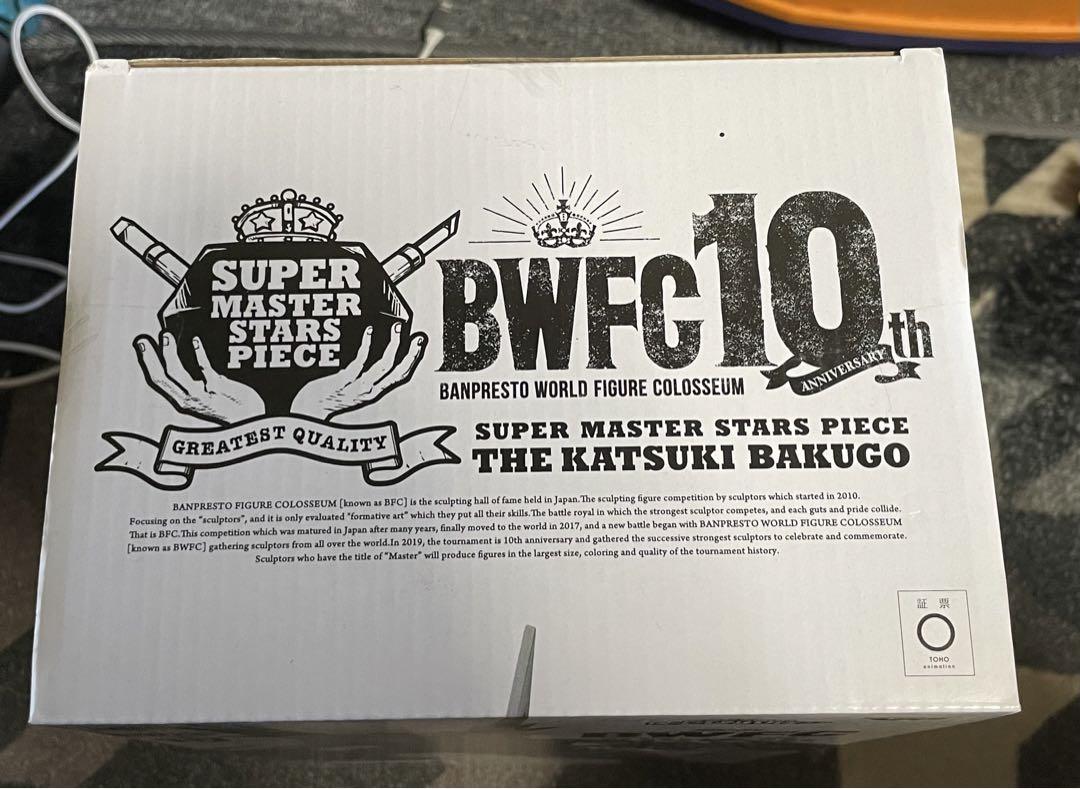 SUPER
MASTER
STARS
PIECE
GREATEST QUALITY
BWFC 10th
ANNIVERSARY
BANPRESTO WORLD FIGURE COLOSSEUM
SUPER MASTER STARS PIECE
THE KATSUKI BAKUGO
BANPRESTO FIGURE COLOSSEUM [known as BFC] is the sculpting hall of fame held in Japan.The sculpting figure competition by sculptors which started in 2010.
Focusing on the "sculptors", and it is only evaluated "formative art" which they put all their skills.The battle royal in which the strongest sculptor competes, and each guts and pride collide.
That is BFC.This competition which was matured in Japan after many years, finally moved to the world in 2017, and a new battle began with BANPRESTO WORLD FIGURE COLOSSEUM
[known as BWFC] gathering sculptors from all over the world.In 2019, the tournament is 10th anniversary and gathered the successive strongest sculptors to celebrate and commemorate.
Sculptors who have the title of "Master" will produce figures in the largest size, coloring and quality of the tournament history.
証 票
TOHO
animation